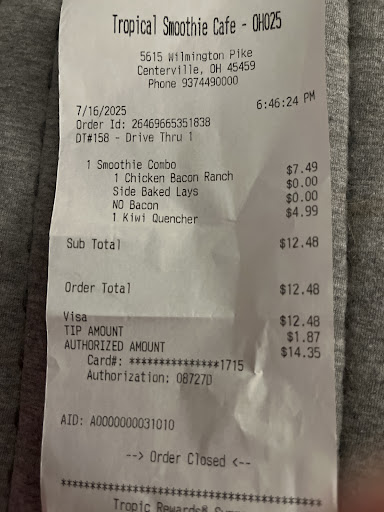 Tropical Smoothie Cafe - OH025
5615 Wilmington Pike
Centerville, OH 45459
Phone 9374490000
7/16/2025 6:46:24 PM
Order Id: 26469665351838
DT#158 - Drive Thru 1
1 Smoothie Combo $7.49
1 Chicken Bacon Ranch $0.00
Side Baked Lays $0.00
NO Bacon
1 Kiwi Quencher $4.99
Sub Total $12.48
Order Total $12.48
Visa $12.48
TIP AMOUNT $1.87
AUTHORIZED AMOUNT $14.35
Card#: ***************1715
Authorization: 08727D
AID: A0000000031010
--> Order Closed <--
****************************************
Tropic Rewards®